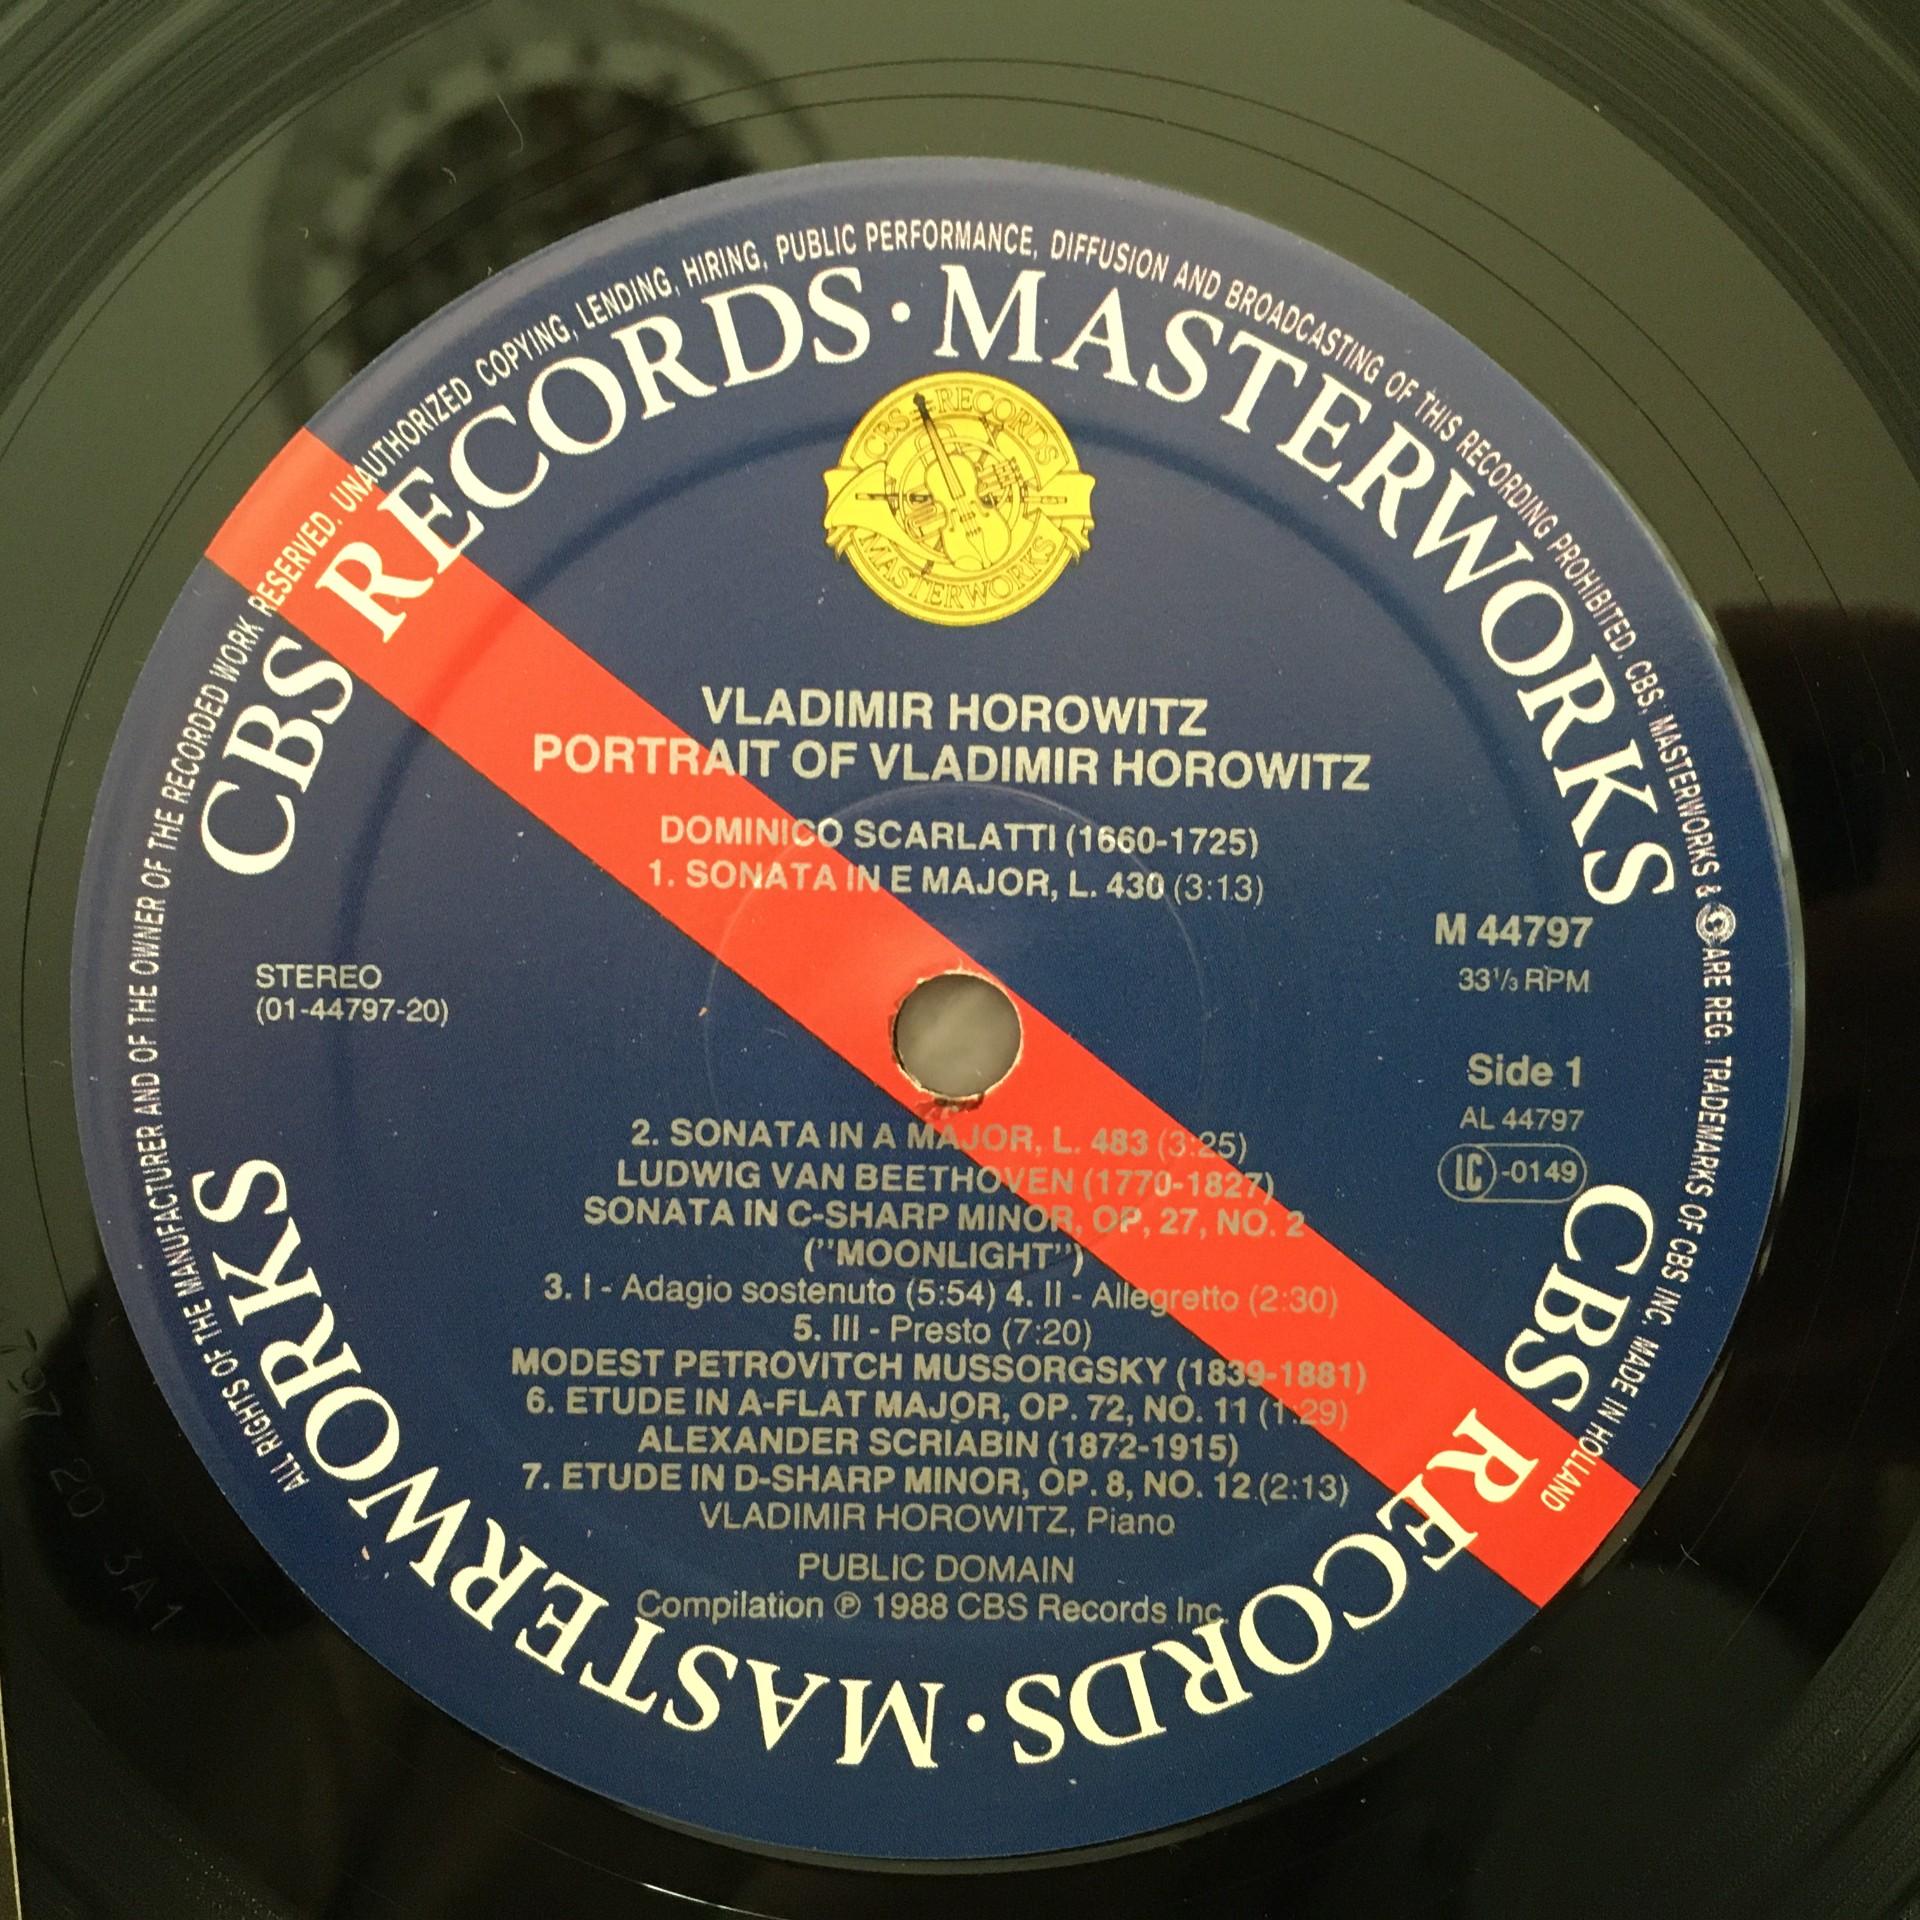 ALL RIGHTS OF THE MANUFACTURER AND OF THE OWNER OF THE RECORDED WORK RESERVED. UNAUTHORIZED COPYING, LENDING, HIRING, PUBLIC PERFORMANCE, DIFFUSION AND BROADCASTING OF THIS RECORDING PROHIBITED. CBS, MASTERWORKS & ARE REG. TRADEMARKS OF CBS INC. MADE IN HOLLAND
CBS RECORDS · MASTERWORKS
CBS RECORDS
MASTERWORKS
VLADIMIR HOROWITZ
PORTRAIT OF VLADIMIR HOROWITZ
DOMINICO SCARLATTI (1660-1725)
1. SONATA IN E MAJOR, L. 430 (3:13)
M 44797
33⅓ RPM
STEREO
(01-44797-20)
Side 1
AL 44797
LC-0149
2. SONATA IN A MAJOR, L. 483 (3:25)
LUDWIG VAN BEETHOVEN (1770-1827)
SONATA IN C-SHARP MINOR, OP, 27, NO. 2
(''MOONLIGHT'')
3. I - Adagio sostenuto (5:54) 4. II - Allegretto (2:30)
5. III - Presto (7:20)
MODEST PETROVITCH MUSSORGSKY (1839-1881)
6. ETUDE IN A-FLAT MAJOR, OP. 72, NO. 11 (1:29)
ALEXANDER SCRIABIN (1872-1915)
7. ETUDE IN D-SHARP MINOR, OP. 8, NO. 12 (2:13)
VLADIMIR HOROWITZ, Piano
PUBLIC DOMAIN
Compilation ℗ 1988 CBS Records Inc.
CBS RECORDS · MASTERWORKS
97 20 3A1